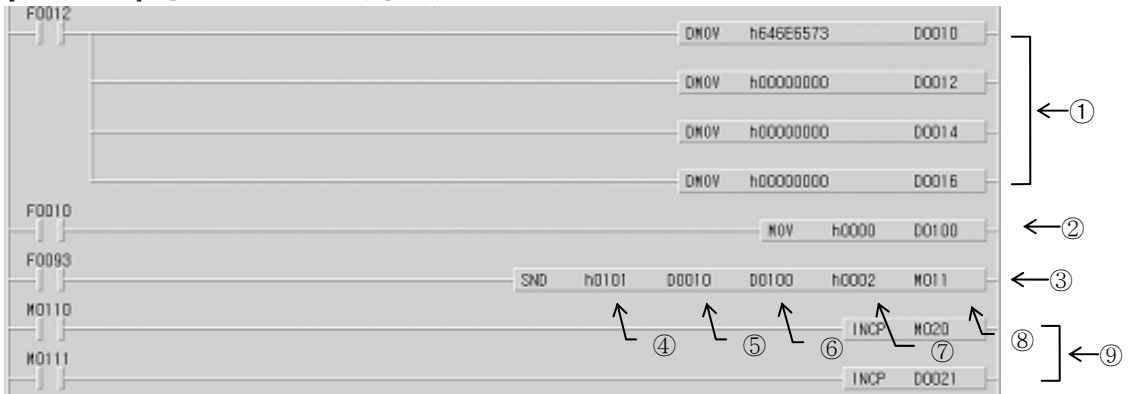 F0012
DMOV h646E6573 D0010
DMOV h00000000 D0012
①
DMOV h00000000 D0014
DMOV h00000000 D0016
F0010
MOV h0000 D0100 ②
F0093
SND h0101 D0010 D0100 h0002 M011 ③
M0110
INCP M020
④ ⑤ ⑥ ⑦ ⑧
M0111
⑨
INCP D0021